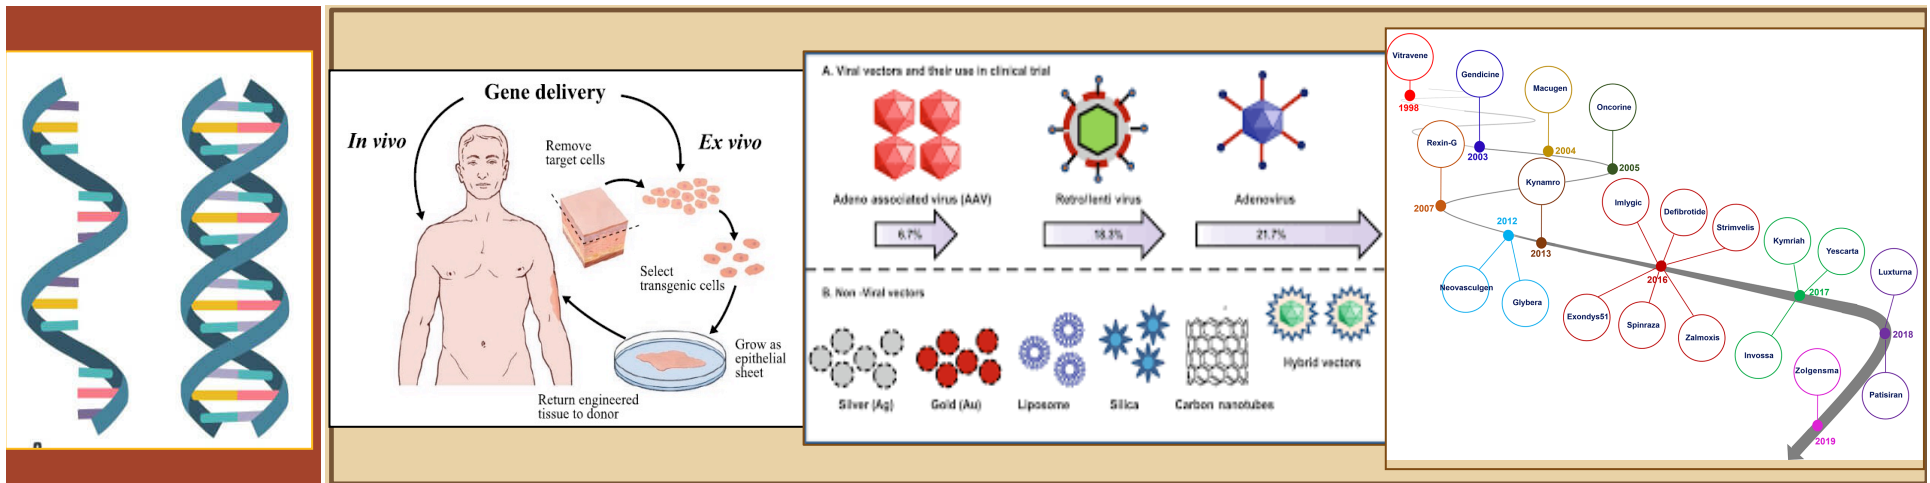 Gene delivery
In vivo
Ex vivo
Remove
target cells
Select
transgenic cells
Grow as
epithelial
sheet
Return engineered
tissue to donor
A. Viral vectors and their use in clinical trial
Adeno associated virus (AAV)
Retro/lenti virus
Adenovirus
6.7%
18.3%
21.7%
B. Non -Viral vectors
Silver (Ag)
Gold (Au)
Liposome
Silica
Carbon nanotubes
Hybrid vectors
Vitravene
1998
Gendicine
2003
Macugen
2004
Oncorine
2005
Rexin-G
2007
2012
Neovasculgen
Glybera
Kynamro
2013
Imlygic
Defibrotide
Strimvelis
2016
Exondys51
Spinraza
Zalmoxis
Kymriah
Yescarta
2017
Invossa
Luxturna
2018
Patisiran
Zolgensma
2019